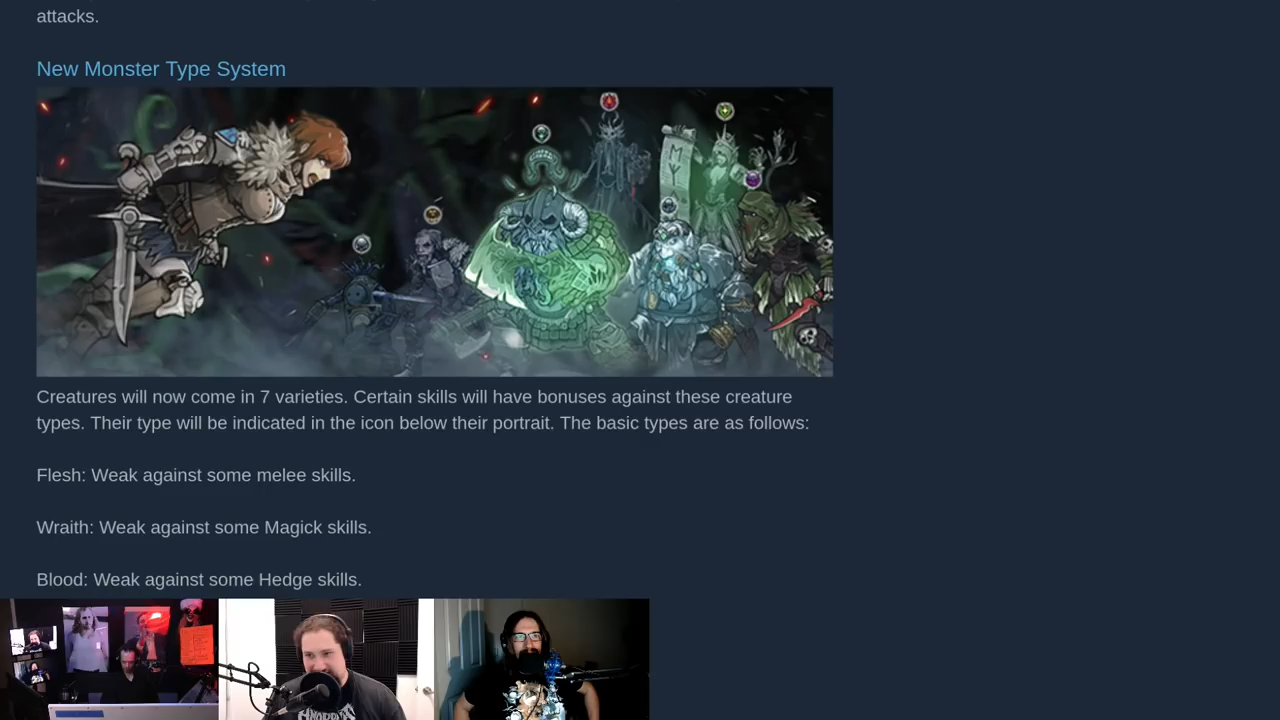 attacks.
New Monster Type System
Creatures will now come in 7 varieties. Certain skills will have bonuses against these creature
types. Their type will be indicated in the icon below their portrait. The basic types are as follows:
Flesh: Weak against some melee skills.
Wraith: Weak against some Magick skills.
Blood: Weak against some Hedge skills.